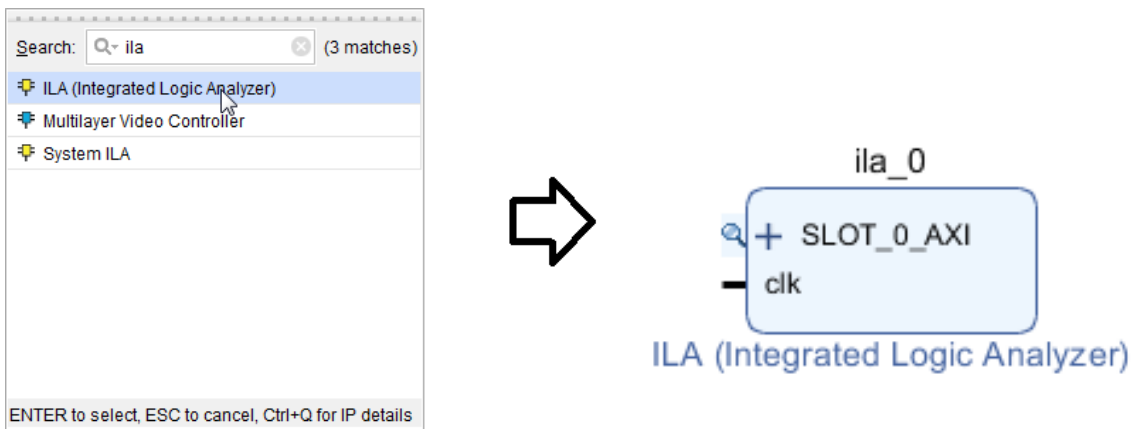 Search: ila (3 matches)
ILA (Integrated Logic Analyzer)
Multilayer Video Controller
System ILA
ENTER to select, ESC to cancel, Ctrl+Q for IP details
ila_0
SLOT_0_AXI
clk
ILA (Integrated Logic Analyzer)